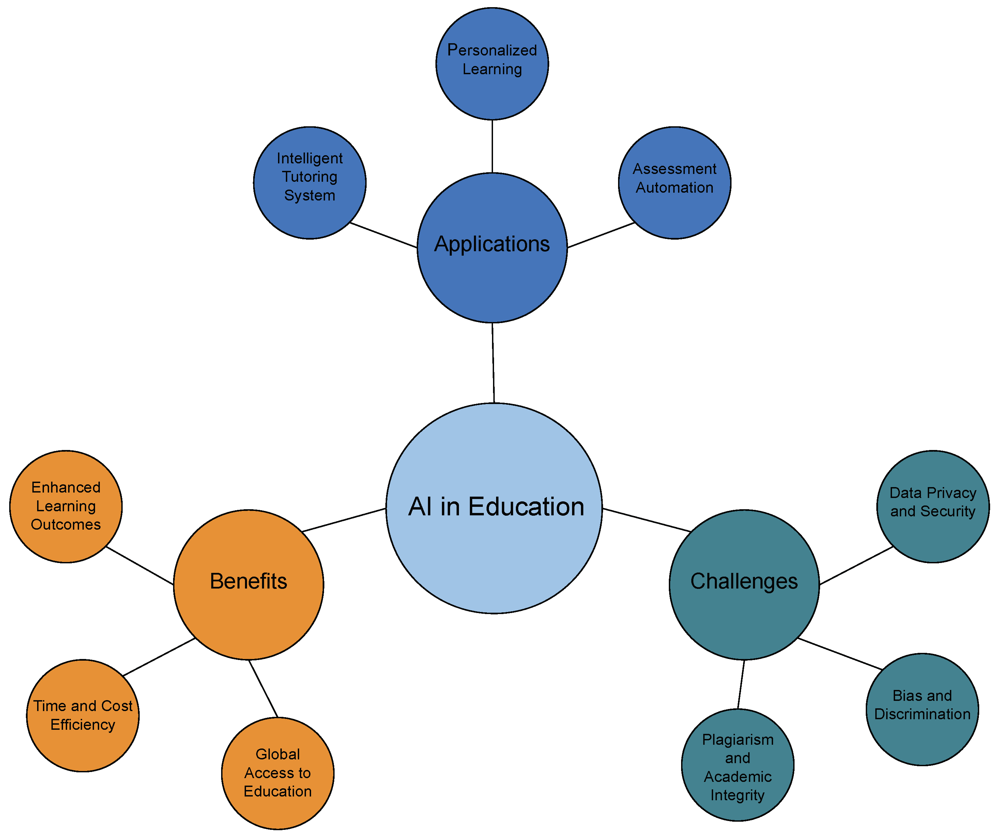 Personalized
Learning
Intelligent
Tutoring
System
Assessment
Automation
Applications
AI in Education
Enhanced
Learning
Outcomes
Benefits
Time and Cost
Efficiency
Global
Access to
Education
Challenges
Data Privacy
and Security
Bias and
Discrimination
Plagiarism
and
Academic
Integrity